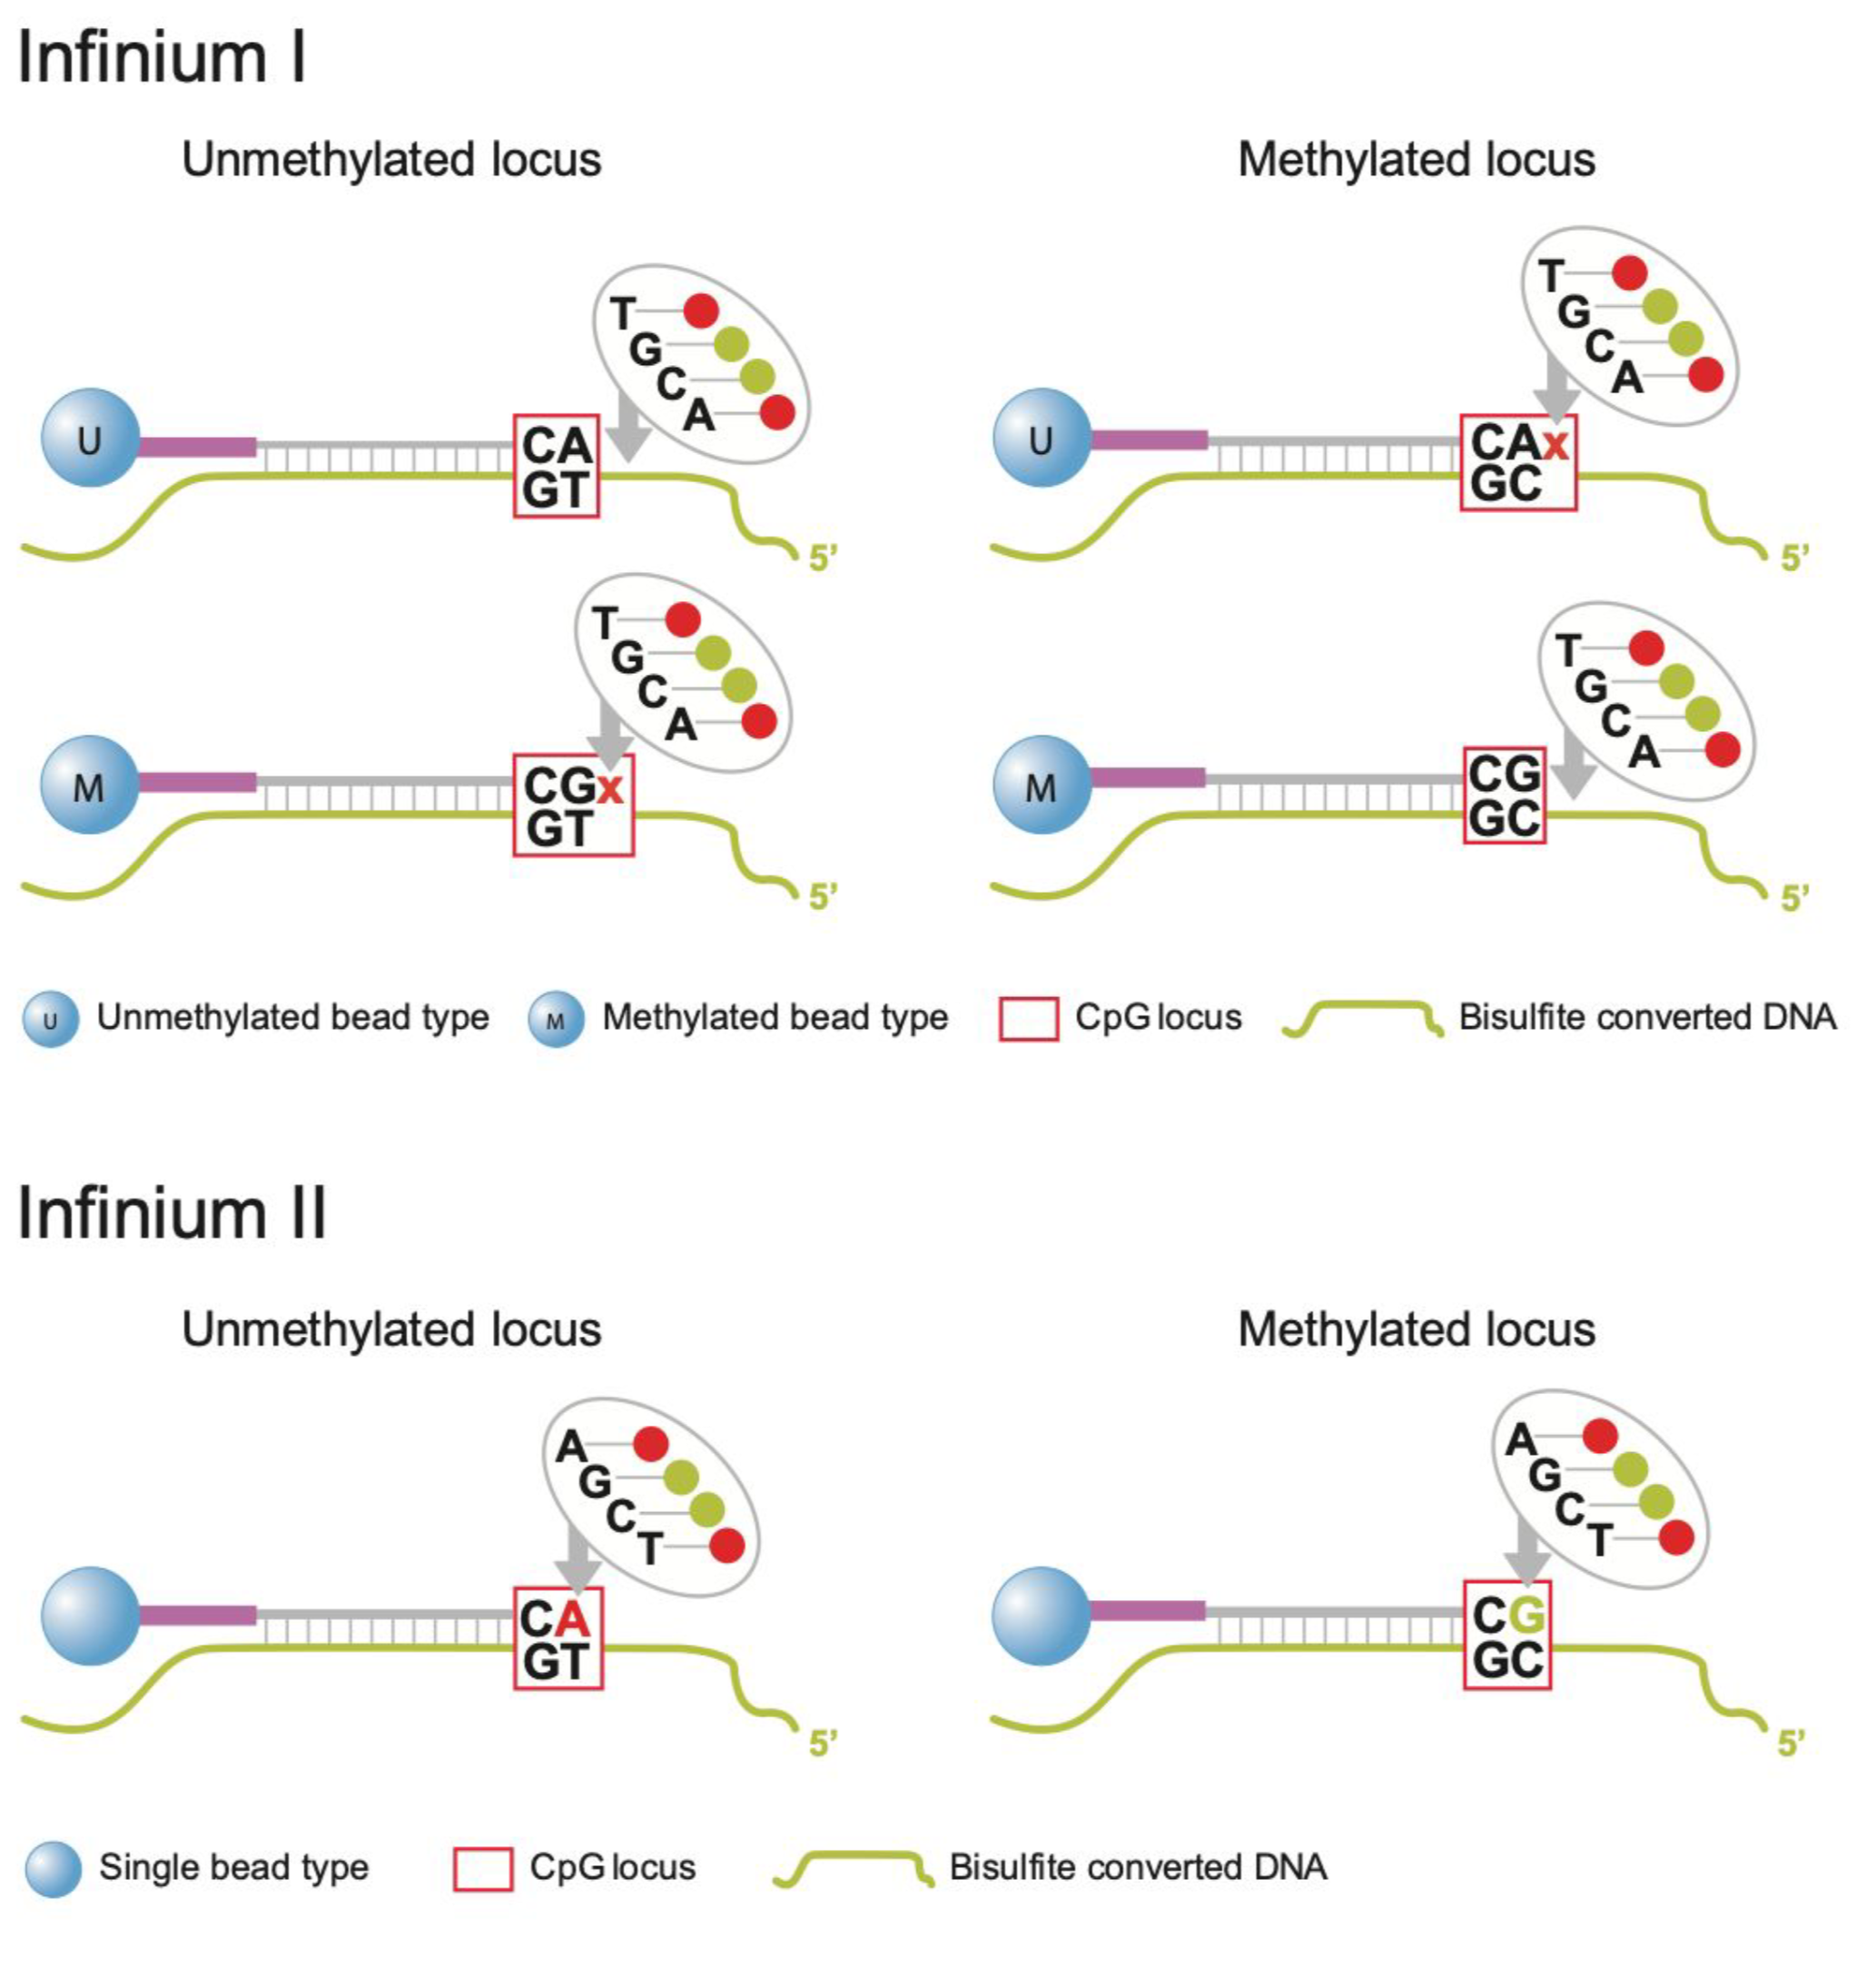 Infinium I
Unmethylated locus
Methylated locus
T
G
C
A
U
CA
GT
5’
T
G
C
A
U
CAx
GC
5’
T
G
C
A
M
CGx
GT
5’
T
G
C
A
M
CG
GC
5’
U Unmethylated bead type M Methylated bead type CpG locus Bisulfite converted DNA
Infinium II
Unmethylated locus
Methylated locus
A
G
C
T
CA
GT
5’
A
G
C
T
CG
GC
5’
Single bead type CpG locus Bisulfite converted DNA